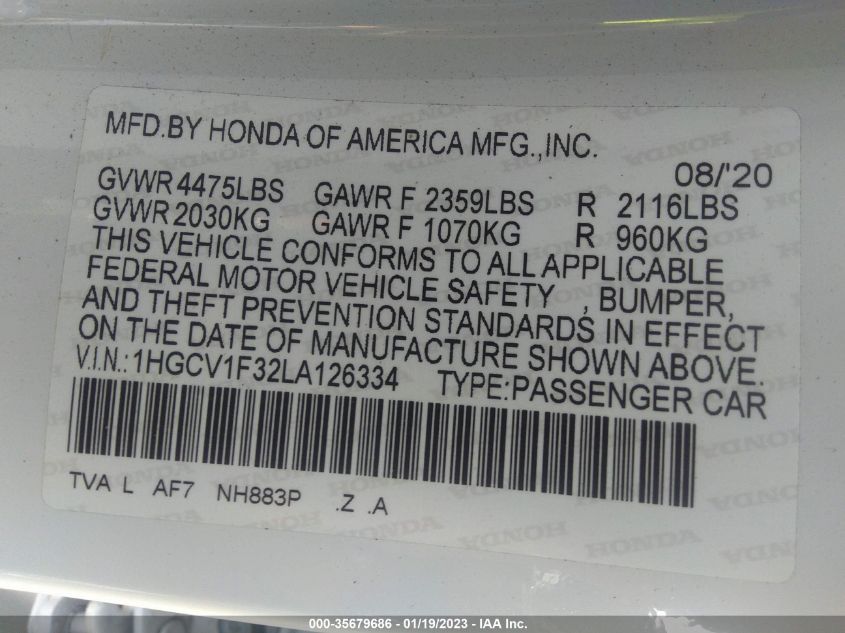 MFD.BY HONDA OF AMERICA MFG.,INC.
08/'20
GVWR 4475LBS GAWR F 2359LBS R 2116LBS
GVWR 2030KG GAWR F 1070KG R 960KG
THIS VEHICLE CONFORMS TO ALL APPLICABLE
FEDERAL MOTOR VEHICLE SAFETY , BUMPER,
AND THEFT PREVENTION STANDARDS IN EFFECT
ON THE DATE OF MANUFACTURE SHOWN ABOVE.
V.I.N.:1HGCV1F32LA126334 TYPE:PASSENGER CAR
TVA L AF7 NH883P .Z .A
000-35679686 - 01/19/2023 - © IAA Inc.